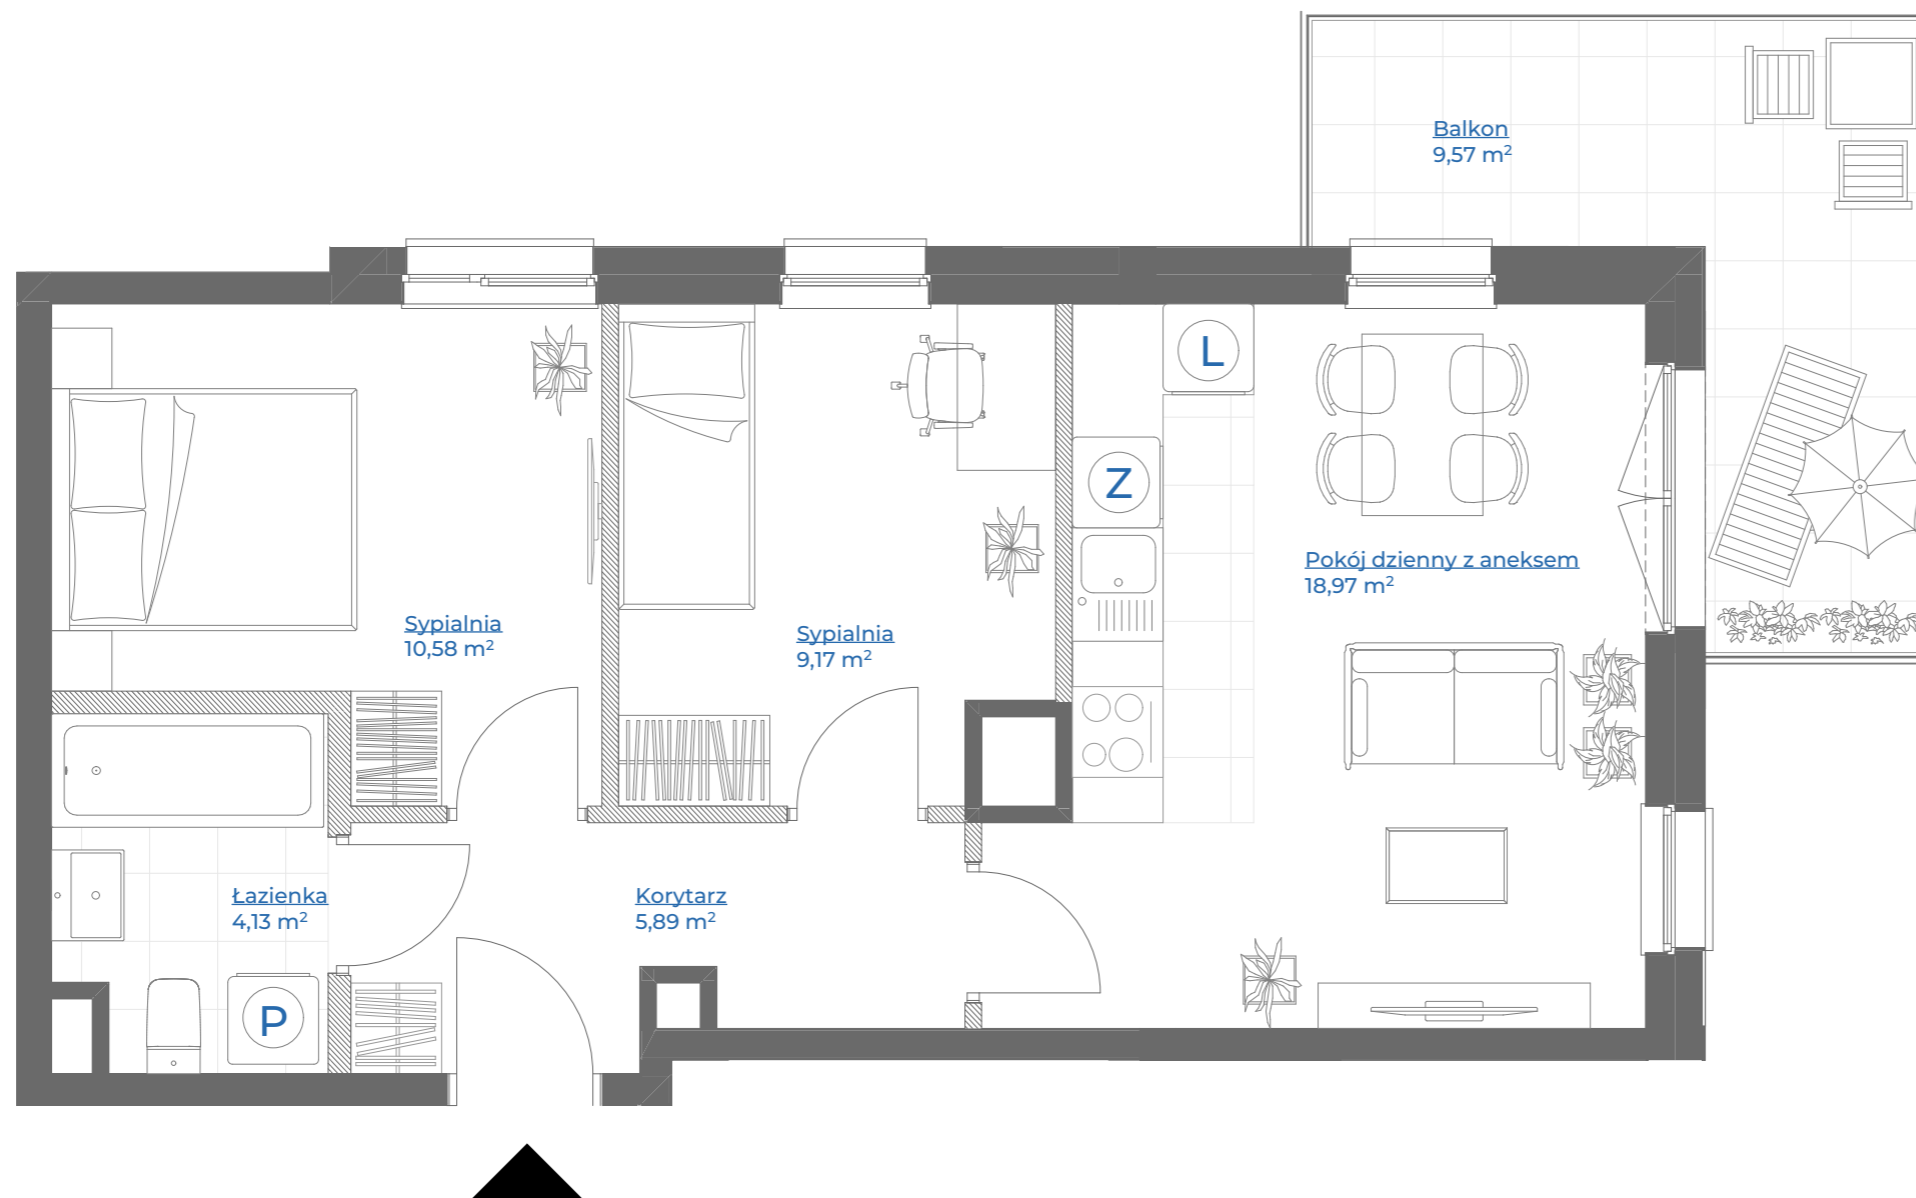 Balkon
9,57 m²
L
Z
Pokój dzienny z aneksem
18,97 m²
Sypialnia
10,58 m²
Sypialnia
9,17 m²
Łazienka
4,13 m²
Korytarz
5,89 m²
P